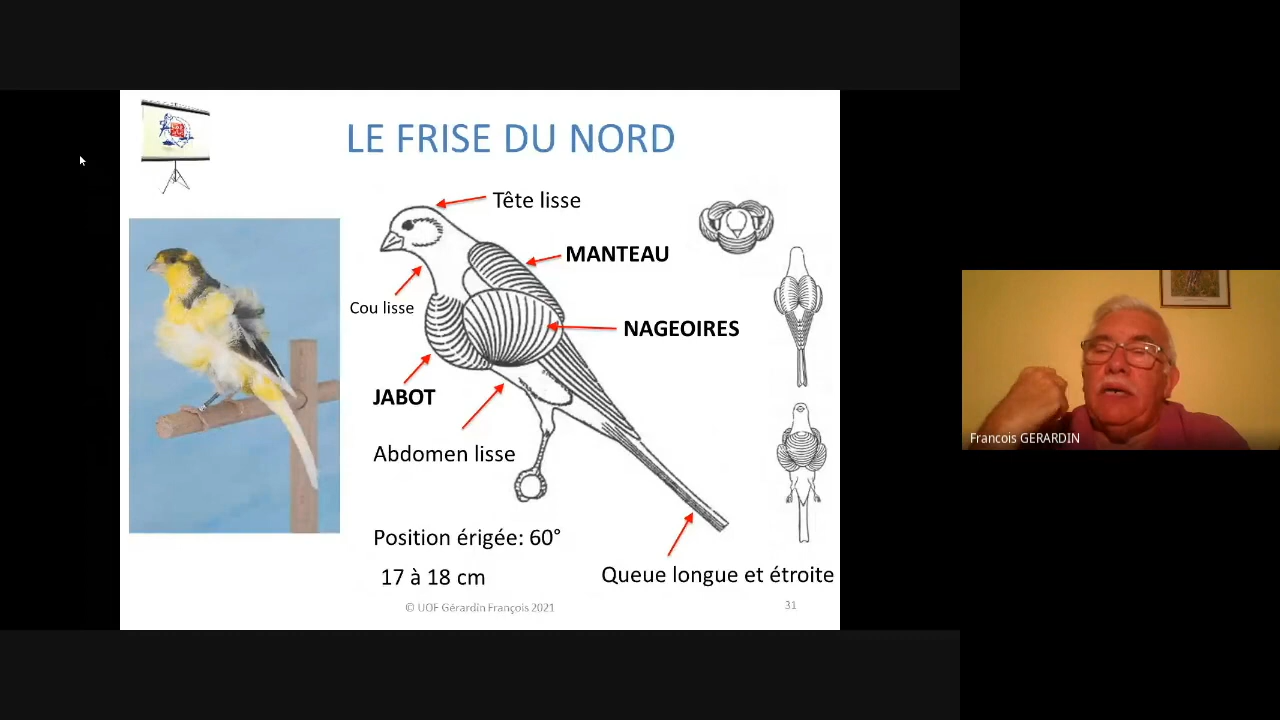 LE FRISE DU NORD
Tête lisse
MANTEAU
Cou lisse
NAGEOIRES
JABOT
Abdomen lisse
Position érigée: 60°
17 à 18 cm
Queue longue et étroite
© UOF Gérardin François 2021
31
Francois GERARDIN